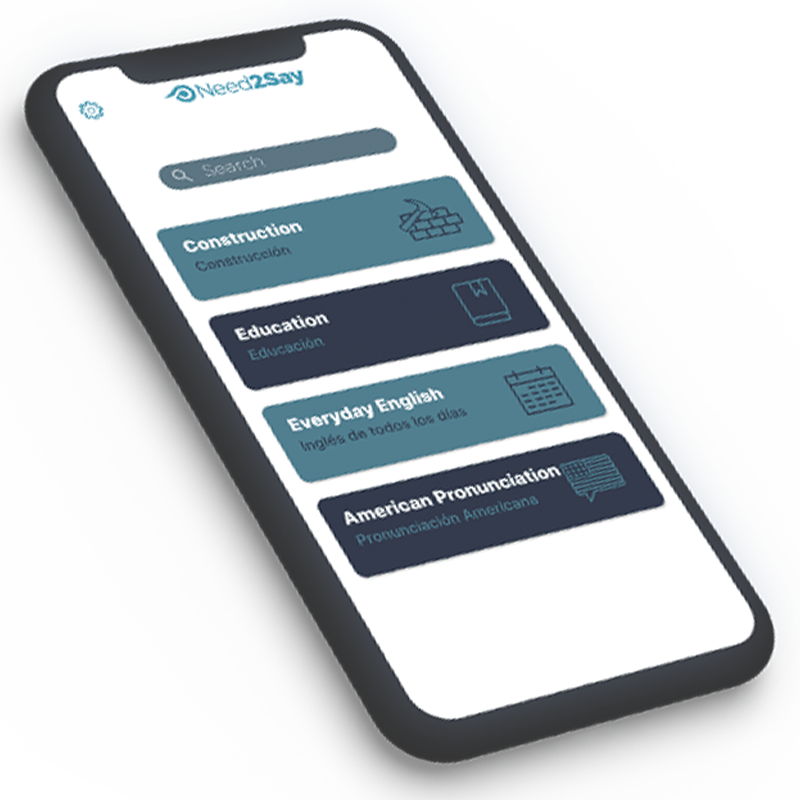 Need2Say
Search
Construction
Construcción
Education
Educación
Everyday English
Inglés de todos los días
American Pronunciation
Pronunciación Americana